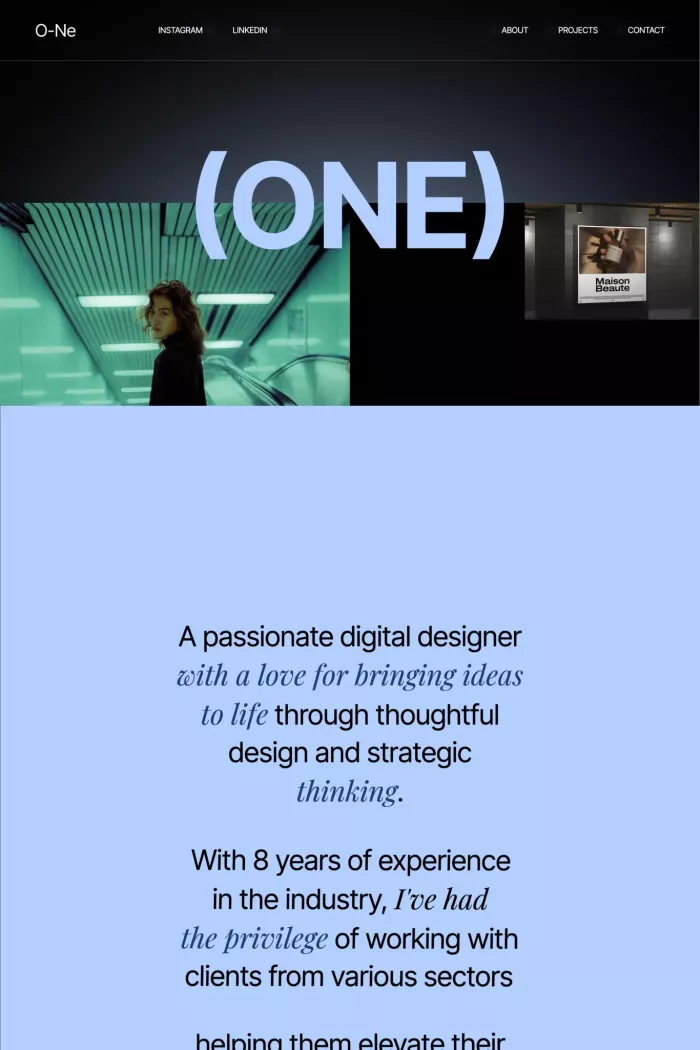 O-Ne
INSTAGRAM
LINKEDIN
ABOUT
PROJECTS
CONTACT
(ONE)
Maison
Beaute
A passionate digital designer
with a love for bringing ideas
to life through thoughtful
design and strategic
thinking.
With 8 years of experience
in the industry, I've had
the privilege of working with
clients from various sectors
helping them elevate their